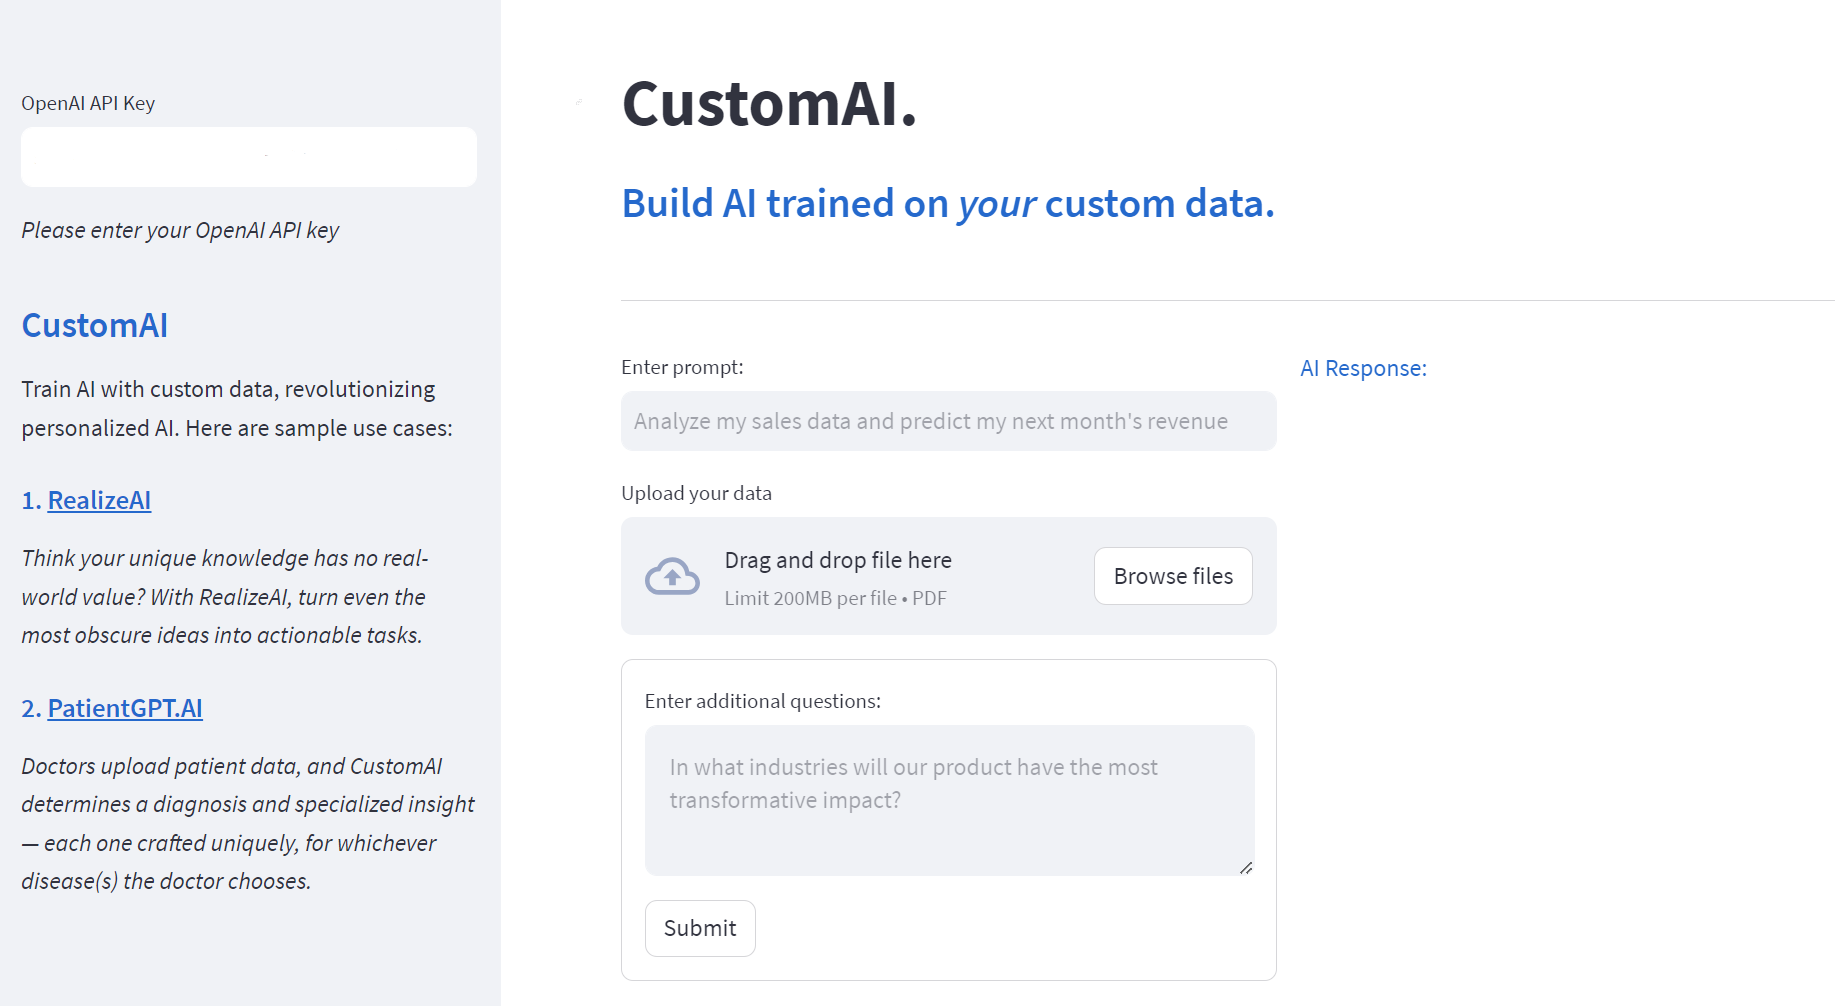 OpenAI API Key
Please enter your OpenAI API key
CustomAI
Train AI with custom data, revolutionizing
personalized AI. Here are sample use cases:
1. RealizeAI
Think your unique knowledge has no real-
world value? With RealizeAI, turn even the
most obscure ideas into actionable tasks.
2. PatientGPT.AI
Doctors upload patient data, and CustomAI
determines a diagnosis and specialized insight
— each one crafted uniquely, for whichever
disease(s) the doctor chooses.
CustomAI.
Build AI trained on your custom data.
Enter prompt:
Analyze my sales data and predict my next month's revenue
Upload your data
Drag and drop file here
Limit 200MB per file • PDF
Browse files
Enter additional questions:
In what industries will our product have the most
transformative impact?
Submit
AI Response: